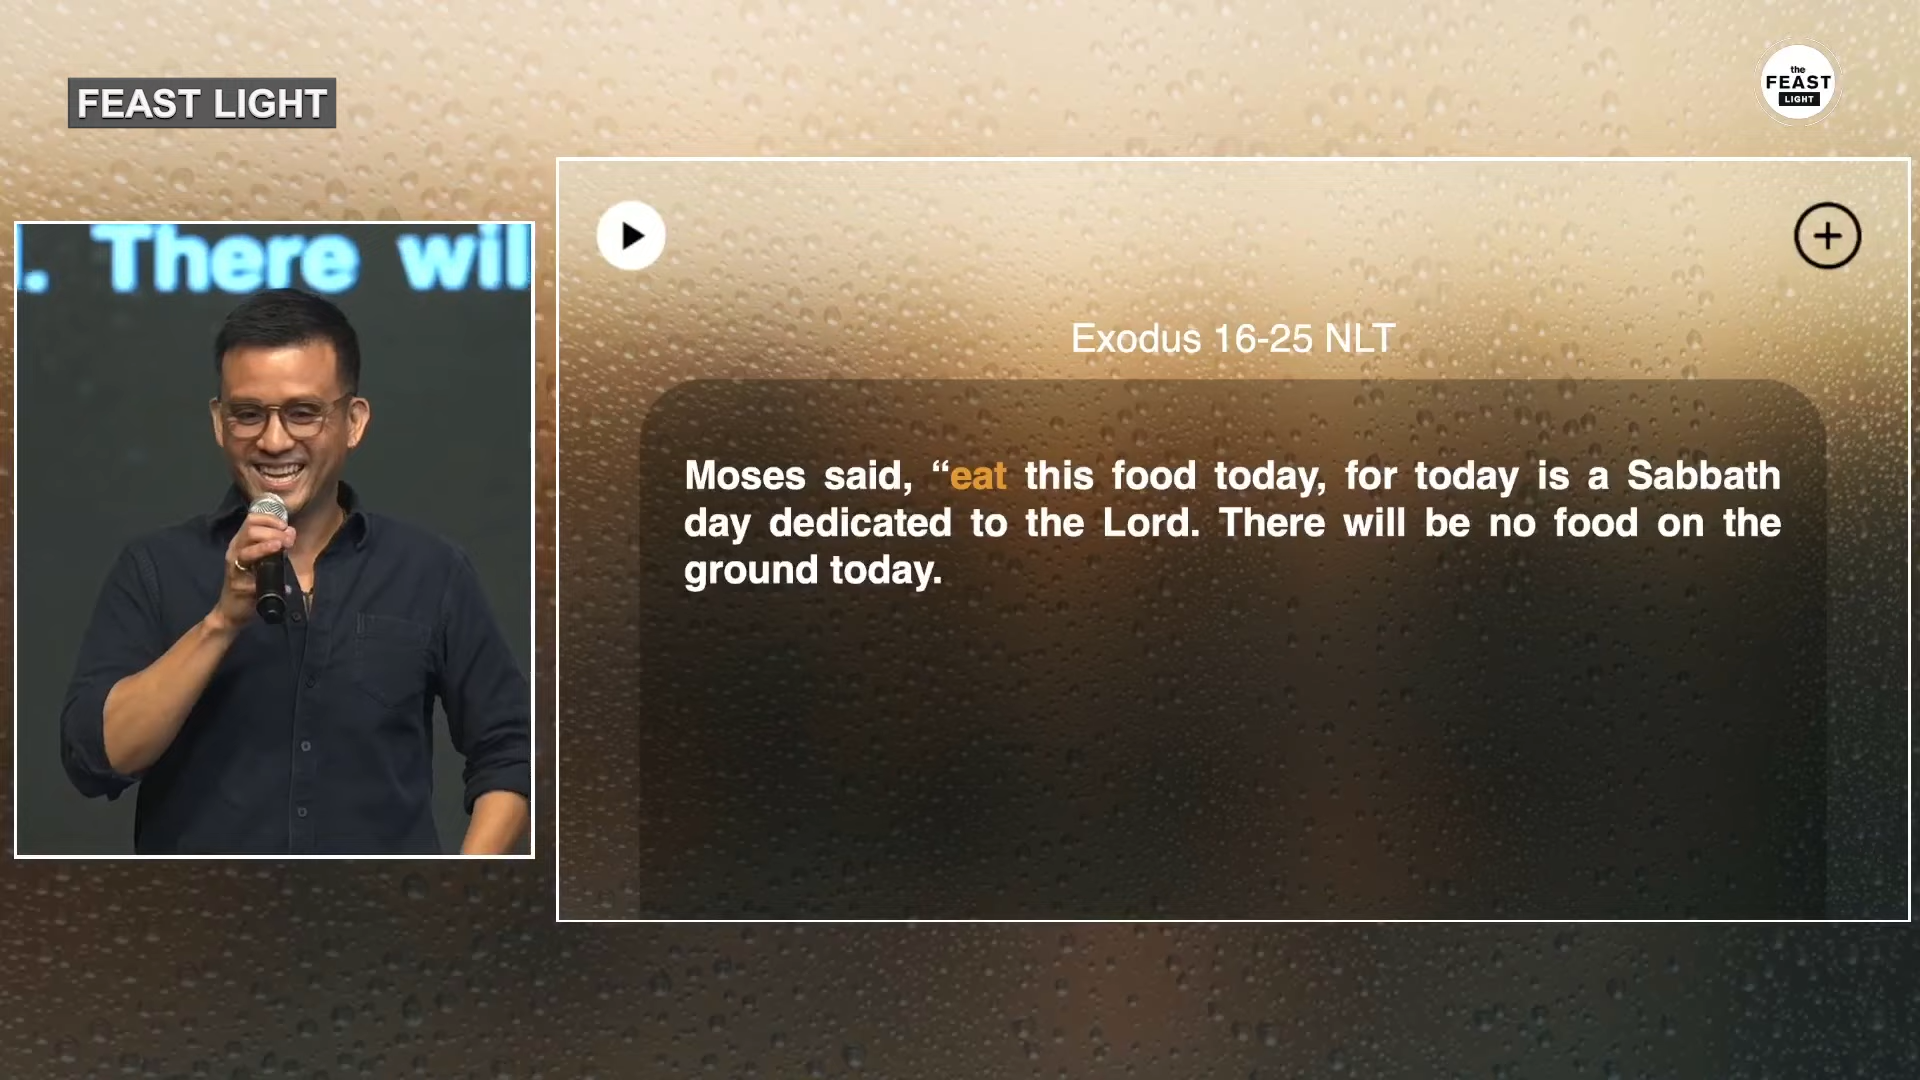 FEAST LIGHT
the
FEAST
LIGHT
. There wil
Exodus 16-25 NLT
Moses said, “eat this food today, for today is a Sabbath
day dedicated to the Lord. There will be no food on the
ground today.